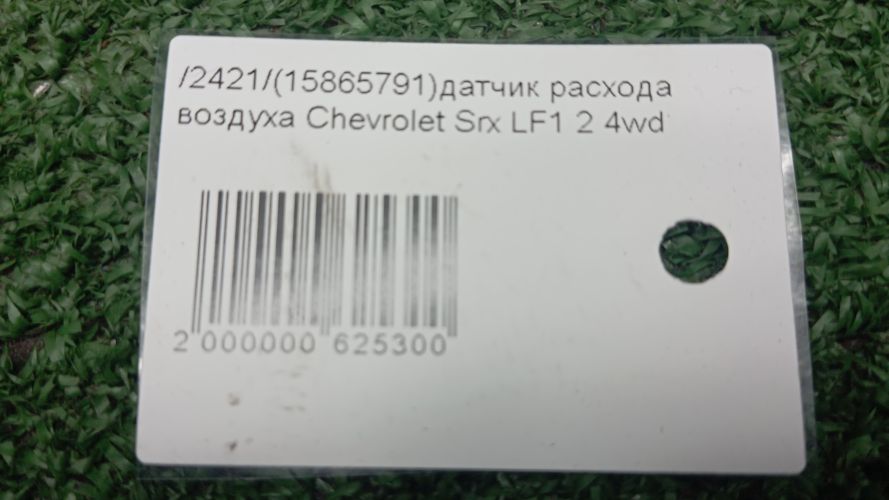 /2421/(15865791)датчик расхода
воздуха Chevrolet Srx LF1 2 4wd
2 000000 625300